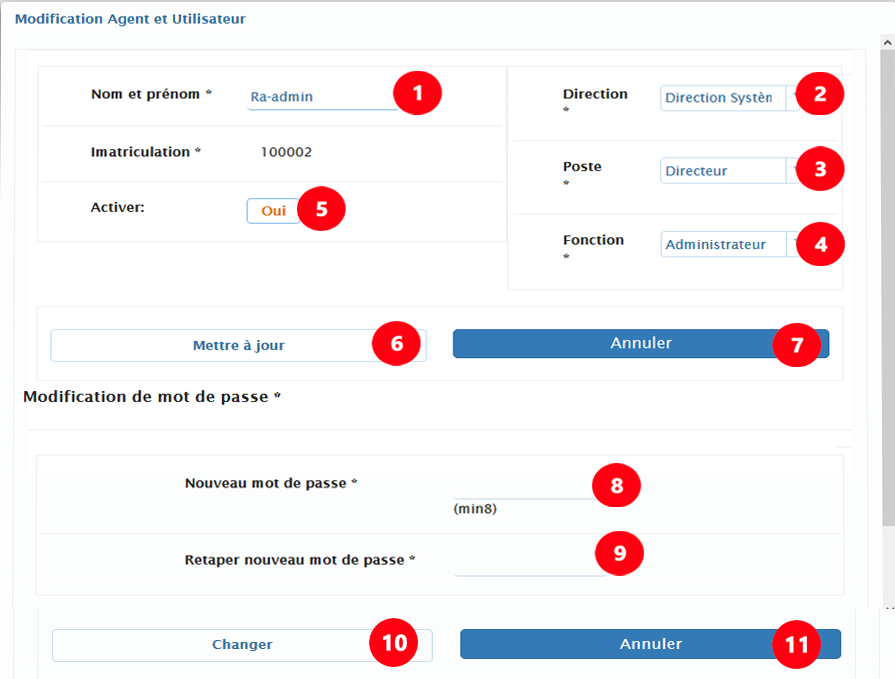 Modification Agent et Utilisateur
Nom et prénom * Ra-admin 1
Direction * Direction Systèn 2
Imatriculation * 100002
Poste * Directeur 3
Activer: Oui 5
Fonction * Administrateur 4
Mettre à jour 6 Annuler 7
Modification de mot de passe *
Nouveau mot de passe * 8
(min8)
Retaper nouveau mot de passe * 9
Changer 10 Annuler 11